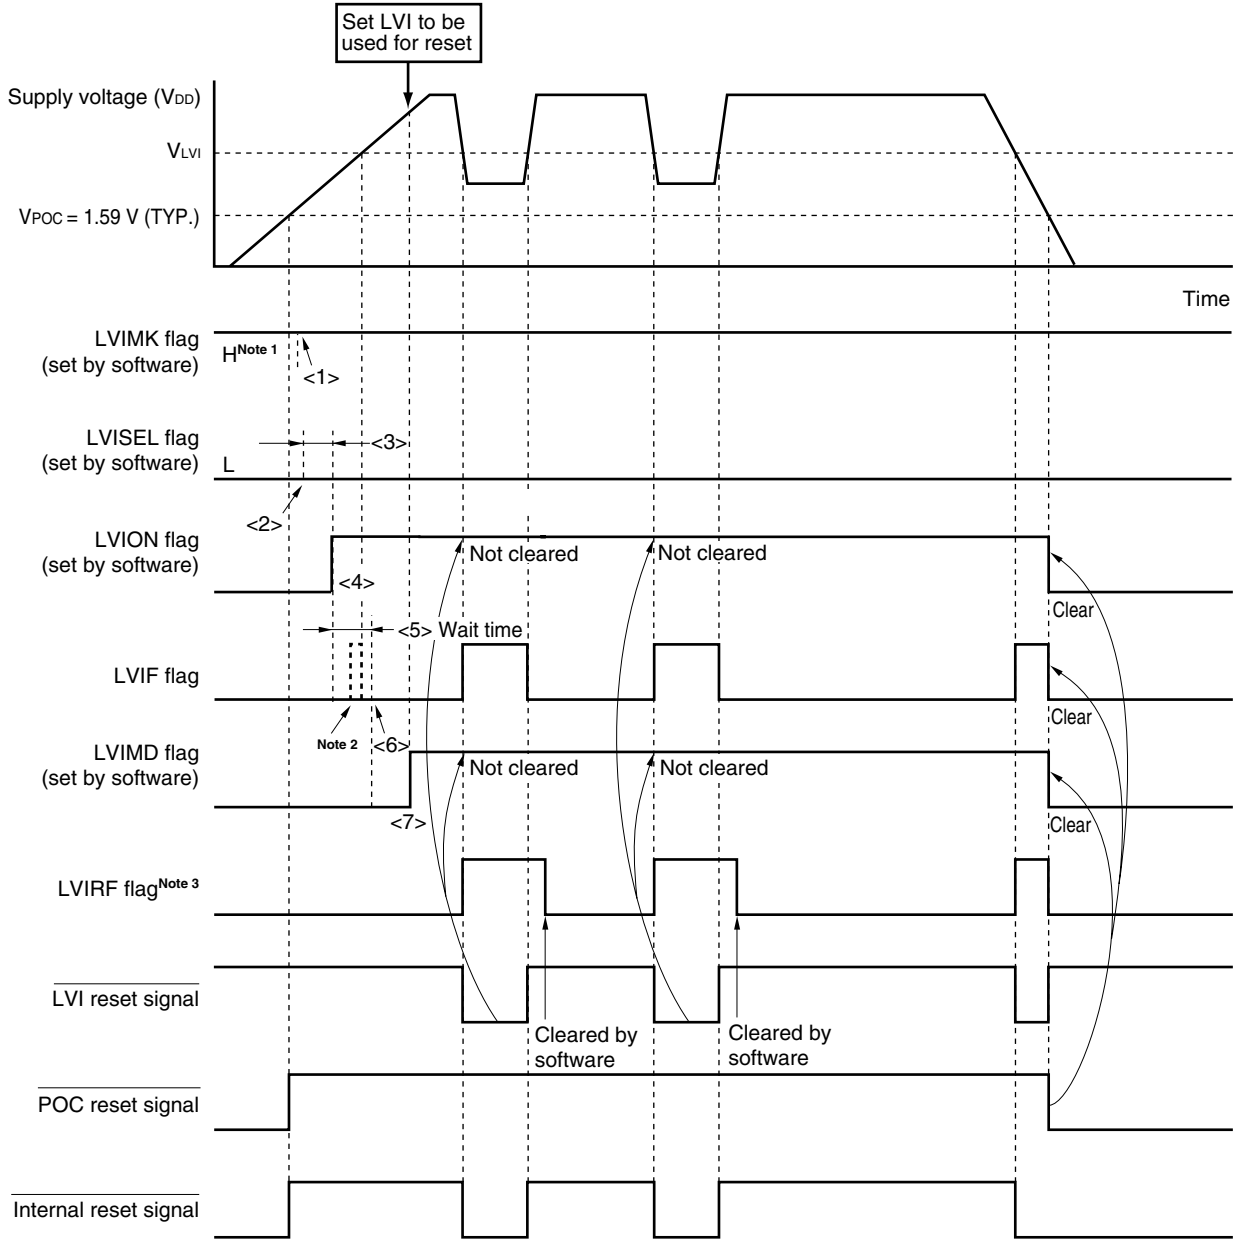 Set LVI to be
used for reset
Supply voltage (VDD)
VLVI
VPOC = 1.59 V (TYP.)
Time
LVIMK flag
(set by software)
H Note 1
<1>
LVISEL flag
(set by software)
L
<3>
<2>
LVION flag
(set by software)
Not cleared
Not cleared
<4>
Clear
<5> Wait time
LVIF flag
Note 2
<6>
Clear
LVIMD flag
(set by software)
Not cleared
Not cleared
<7>
Clear
LVIRF flag Note 3
LVI reset signal
Cleared by
software
Cleared by
software
POC reset signal
Internal reset signal